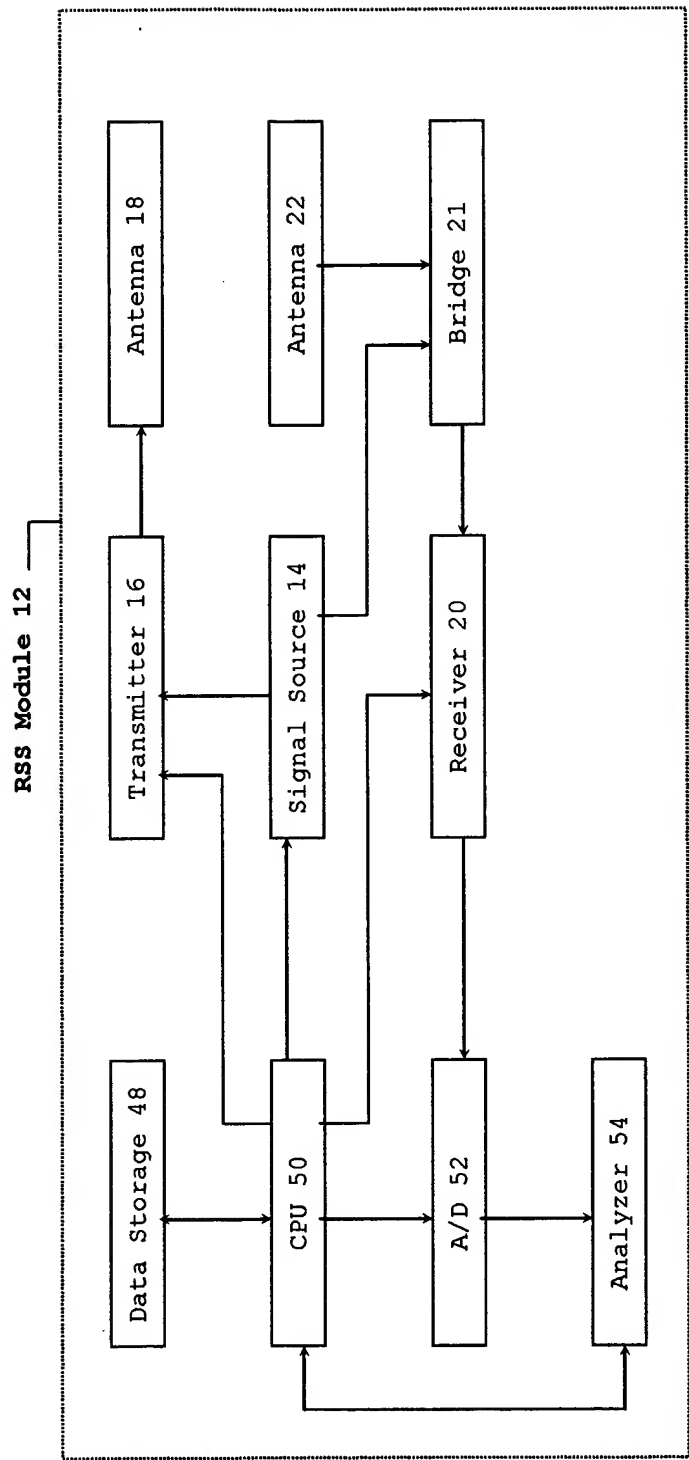 RSS Module 12
Data Storage 48
Transmitter 16
Antenna 18
CPU 50
Signal Source 14
Antenna 22
A/D 52
Receiver 20
Bridge 21
Analyzer 54